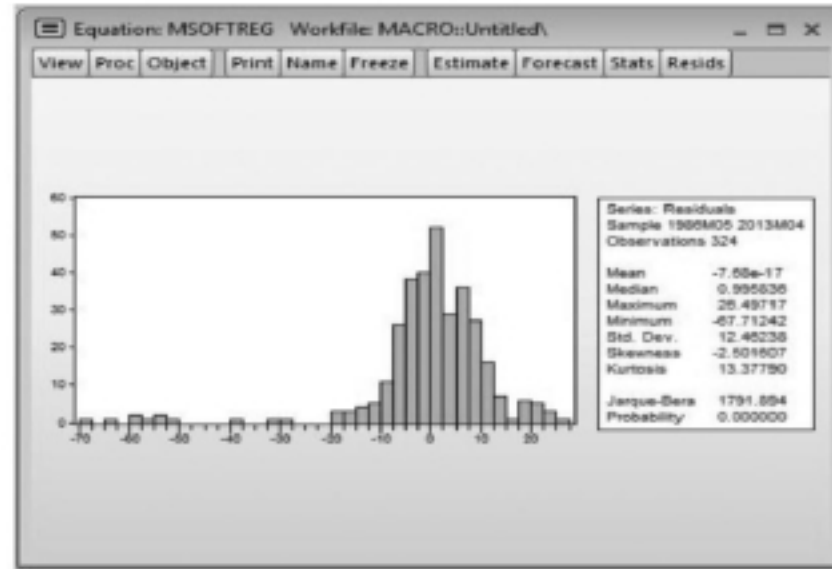 Equation: MSOFTREG Workfile: MACRO::Untitled\
View Proc Object Print Name Freeze Estimate Forecast Stats Resids
60
50
40
30
20
10
0
-70 -60 -50 -40 -30 -20 -10 0 10 20
Series: Residuals
Sample 1986M05 2013M04
Observations 324
Mean -7.68e-17
Median 0.995836
Maximum 26.49717
Minimum -67.71242
Std. Dev. 12.46238
Skewness -2.501607
Kurtosis 13.37790
Jarque-Bera 1791.894
Probability 0.000000